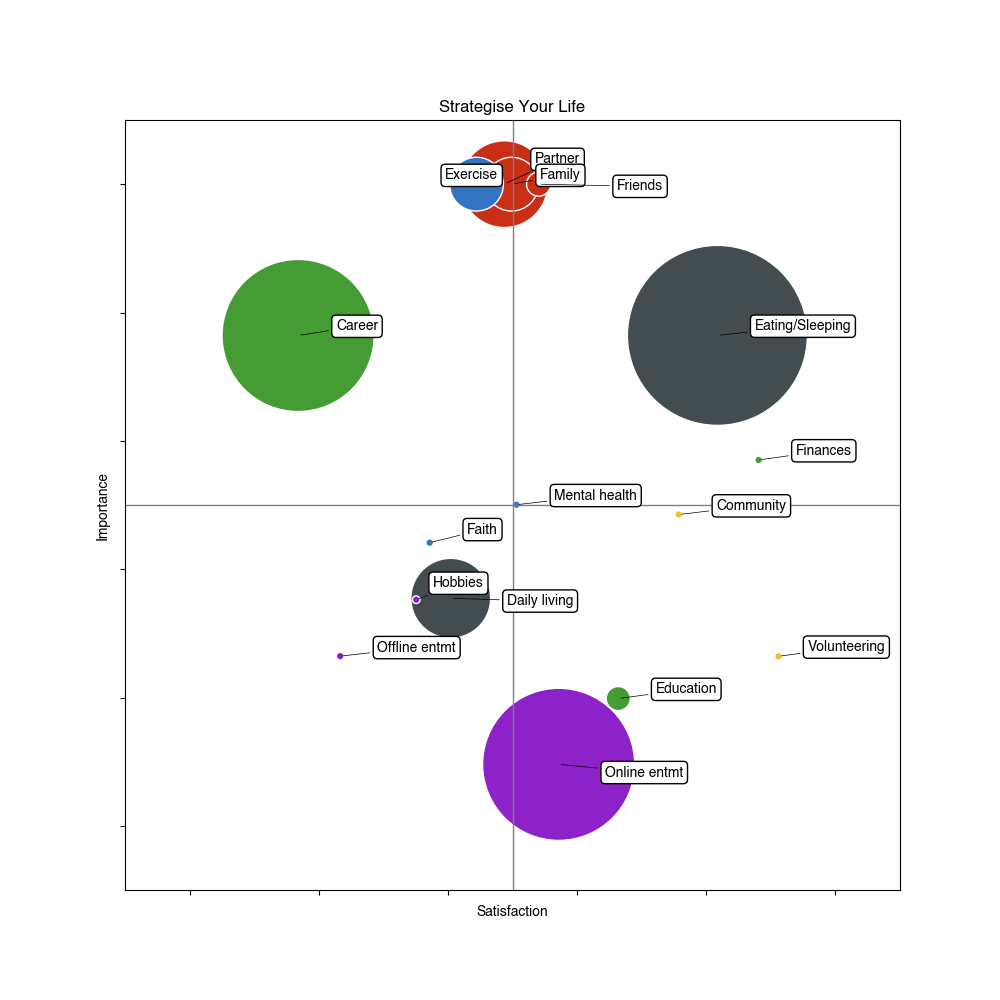 Strategise Your Life
Partner
Exercise
Family
Friends
Career
Eating/Sleeping
Finances
Mental health
Community
Faith
Hobbies
Daily living
Offline entmt
Volunteering
Education
Online entmt
Importance
Satisfaction